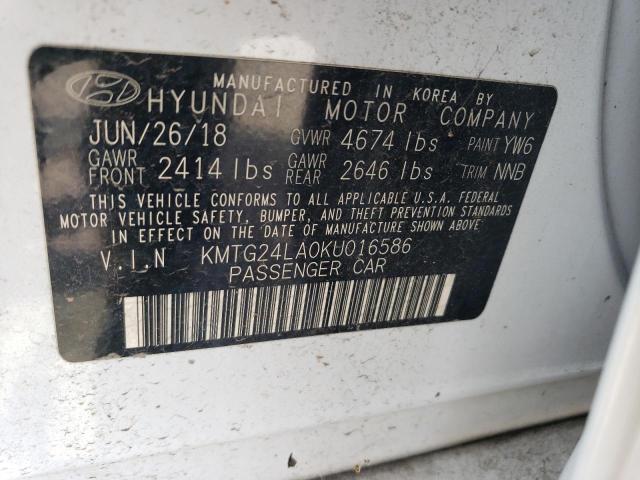 MANUFACTURED IN KOREA BY
HYUNDAI MOTOR COMPANY
JUN/26/18 GVWR 4674 lbs PAINT YW6
GAWR FRONT 2414 lbs GAWR REAR 2646 lbs TRIM NNB
THIS VEHICLE CONFORMS TO ALL APPLICABLE U.S.A. FEDERAL
MOTOR VEHICLE SAFETY, BUMPER, AND THEFT PREVENTION STANDARDS
IN EFFECT ON THE DATE OF MANUFACTURE SHOWN ABOVE
V.I.N KMTG24LA0KU016586
PASSENGER CAR